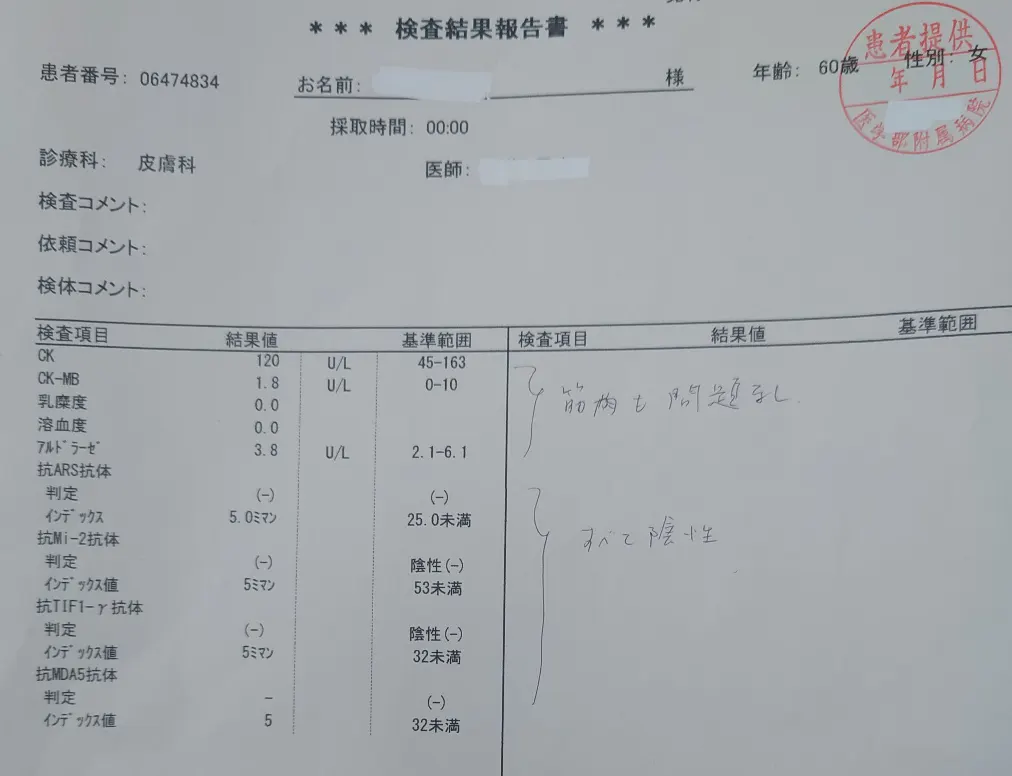 ＊＊＊ 検査結果報告書 ＊＊＊
患者番号: 06474834 お名前: 様 年齢: 60歳 性別: 女
患者提供
年 月 日
医学部附属病院
採取時間: 00:00
診療科: 皮膚科 医師:
検査コメント:
依頼コメント:
検体コメント:
検査項目 結果値 基準範囲 検査項目 結果値 基準範囲
CK 120 U/L 45-163
CK-MB 1.8 U/L 0-10
乳糜度 0.0
溶血度 0.0
ｱﾙﾄﾞﾗｰｾﾞ 3.8 U/L 2.1-6.1
筋肉も問題なし.
抗ARS抗体
判定 (-) (-)
ｲﾝﾃﾞｯｸｽ 5.0ﾐﾏﾝ 25.0未満
抗Mi-2抗体
判定 (-) 陰性(-)
ｲﾝﾃﾞｯｸｽ値 5ﾐﾏﾝ 53未満
抗TIF1-γ抗体
判定 (-) 陰性(-)
ｲﾝﾃﾞｯｸｽ値 5ﾐﾏﾝ 32未満
抗MDA5抗体
判定 - (-)
ｲﾝﾃﾞｯｸｽ値 5 32未満
すべて陰性